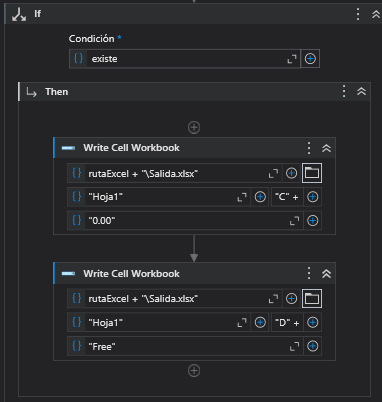 If
Condición *
existe
Then
Write Cell Workbook
rutaExcel + "\Salida.xlsx"
"Hoja1" "C" +
"0.00"
Write Cell Workbook
rutaExcel + "\Salida.xlsx"
"Hoja1" "D" +
"Free"